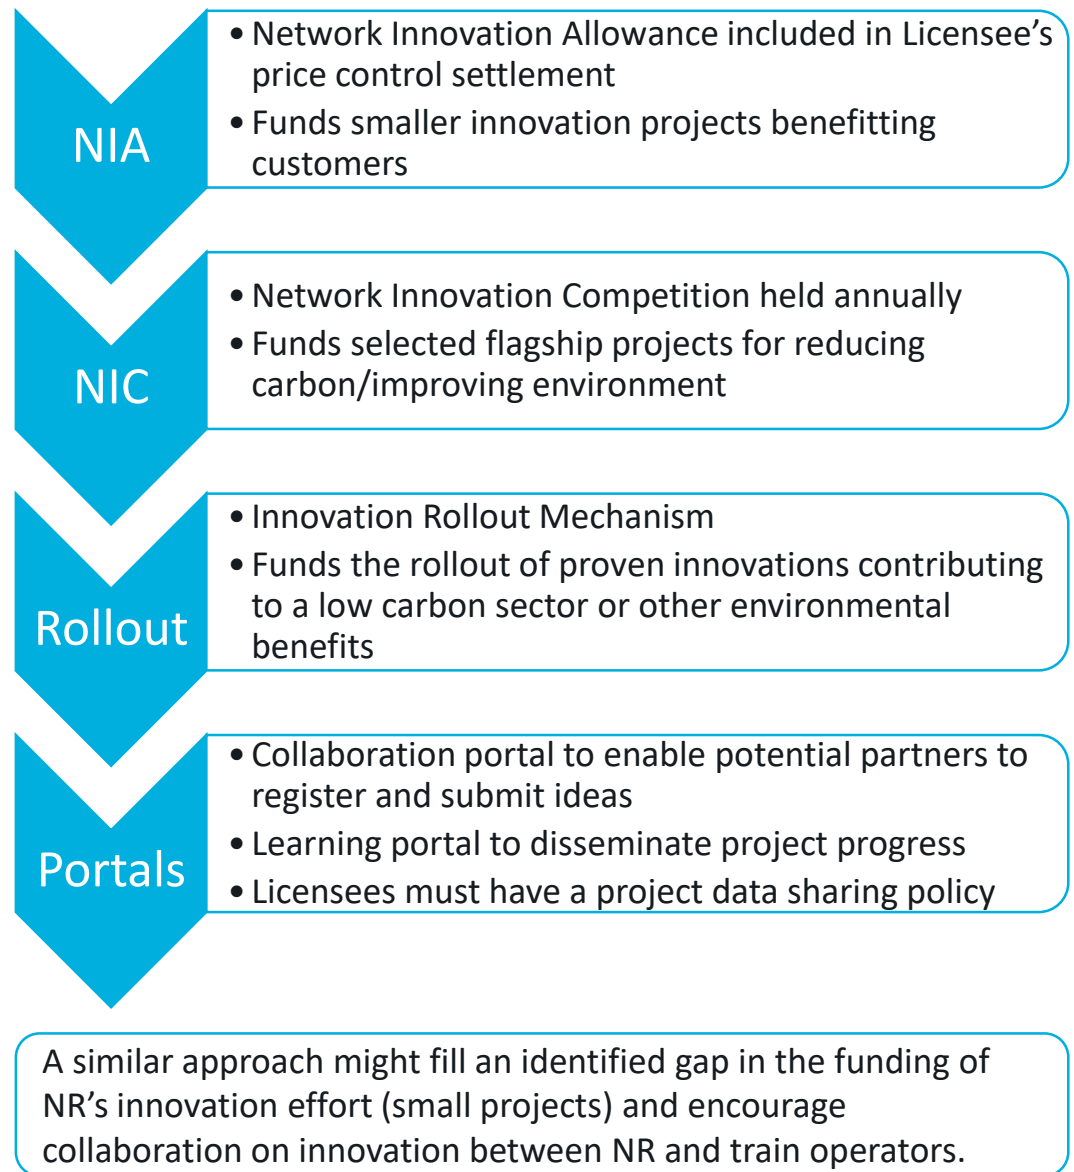 NIA
• Network Innovation Allowance included in Licensee's
price control settlement
• Funds smaller innovation projects benefitting
customers
NIC
• Network Innovation Competition held annually
• Funds selected flagship projects for reducing
carbon/improving environment
Rollout
• Innovation Rollout Mechanism
• Funds the rollout of proven innovations contributing
to a low carbon sector or other environmental
benefits
Portals
• Collaboration portal to enable potential partners to
register and submit ideas
• Learning portal to disseminate project progress
• Licensees must have a project data sharing policy
A similar approach might fill an identified gap in the funding of
NR's innovation effort (small projects) and encourage
collaboration on innovation between NR and train operators.